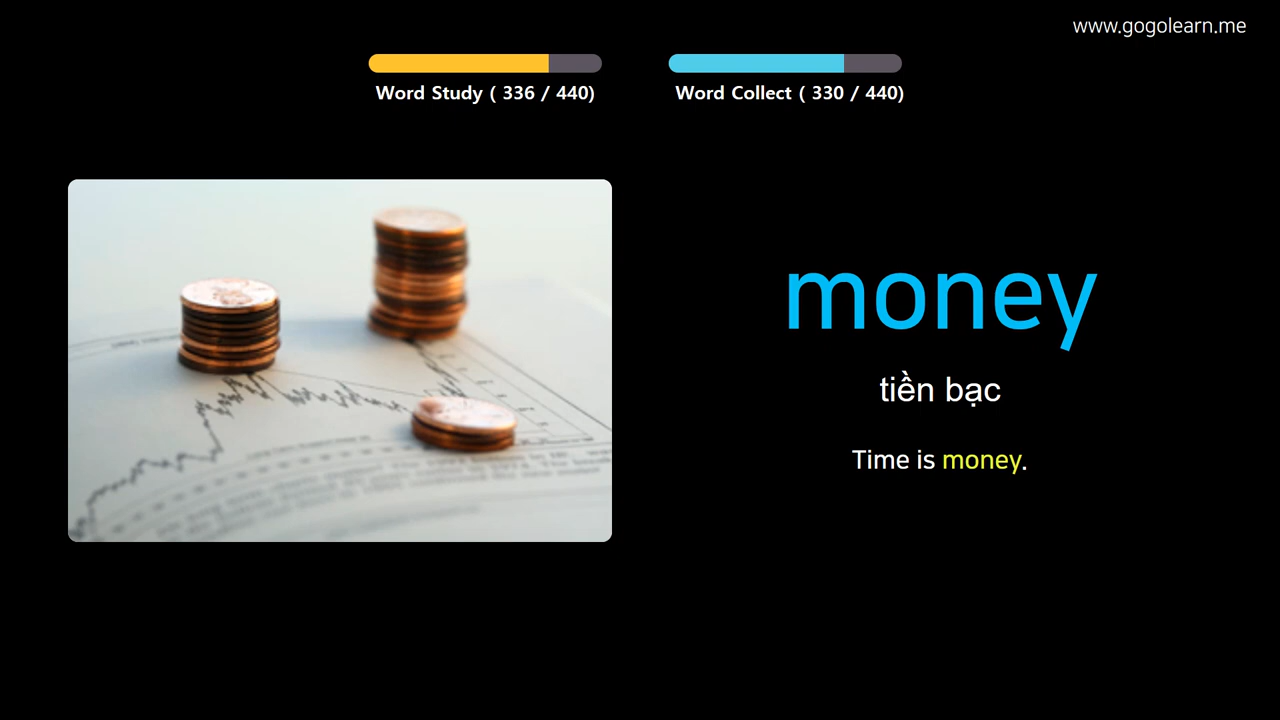 www.gogolearn.me
Word Study ( 336 / 440)
Word Collect ( 330 / 440)
money
tiền bạc
Time is money.